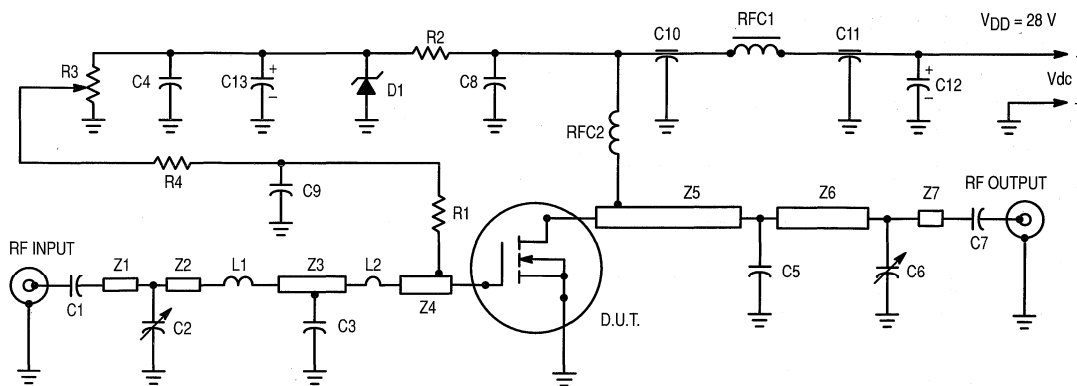 RFC1
V_DD = 28 V
C10
C11
R2
R3
C4
C13
+
–
D1
C8
+
–
C12
Vdc
RFC2
R4
C9
R1
Z5
Z6
Z7
RF OUTPUT
C7
RF INPUT
C1
Z1
Z2
L1
Z3
L2
Z4
C2
C3
D.U.T.
C5
C6